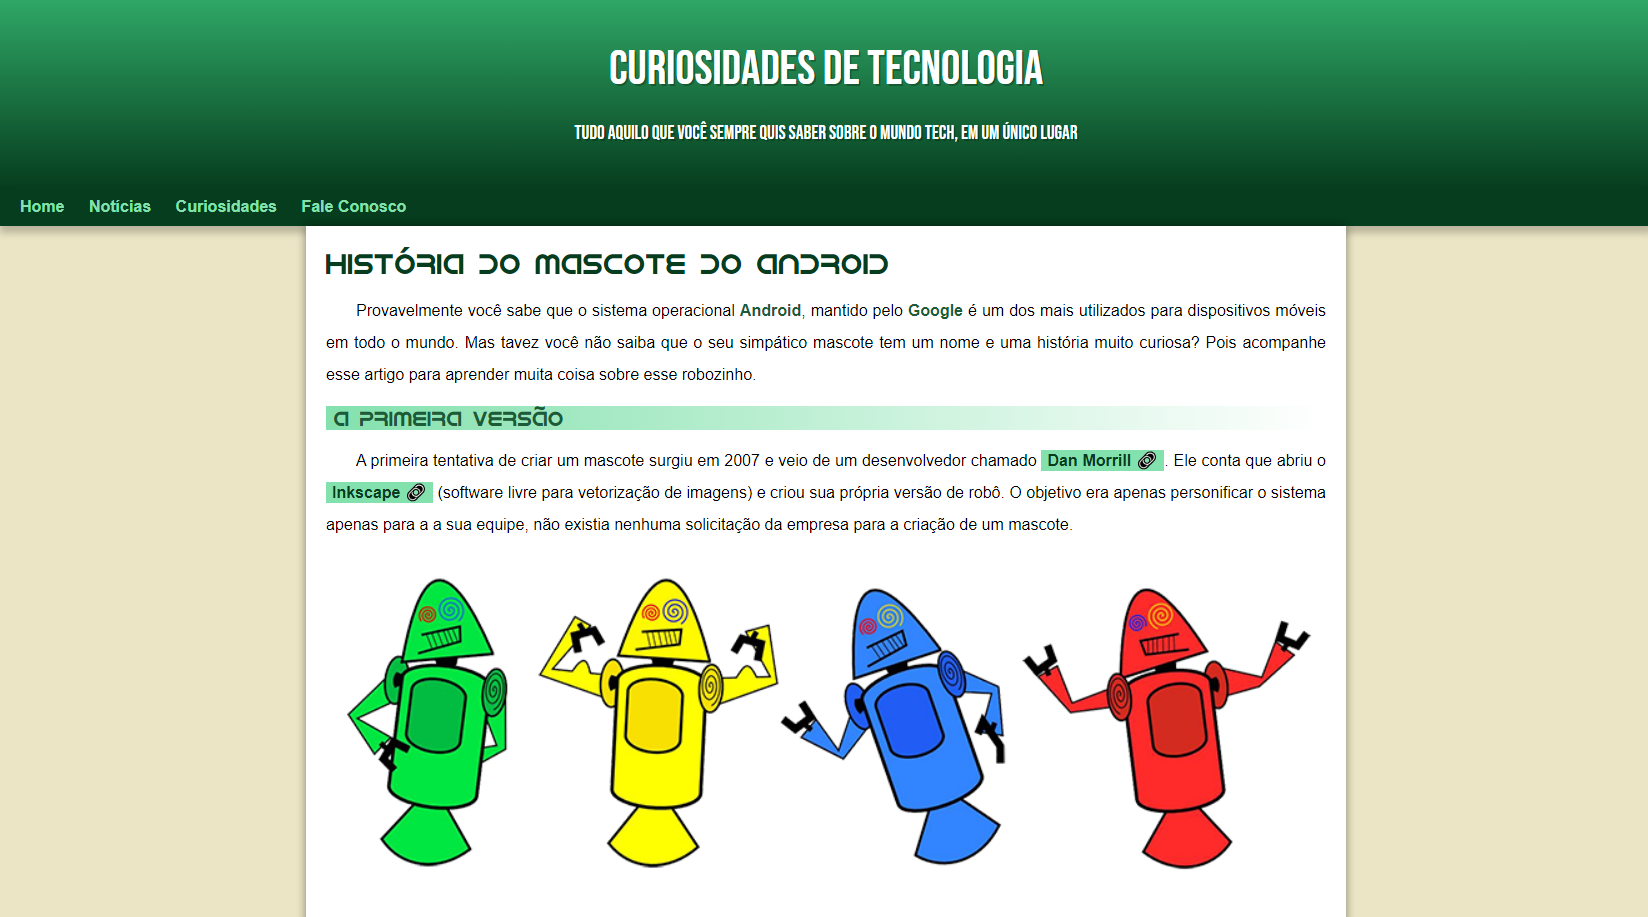 CURIOSIDADES DE TECNOLOGIA
TUDO AQUILO QUE VOCÊ SEMPRE QUIS SABER SOBRE O MUNDO TECH, EM UM ÚNICO LUGAR
Home Notícias Curiosidades Fale Conosco
HISTÓRIA DO MASCOTE DO ANDROID
Provavelmente você sabe que o sistema operacional Android, mantido pelo Google é um dos mais utilizados para dispositivos móveis
em todo o mundo. Mas tavez você não saiba que o seu simpático mascote tem um nome e uma história muito curiosa? Pois acompanhe
esse artigo para aprender muita coisa sobre esse robozinho.
A PRIMEIRA VERSÃO
A primeira tentativa de criar um mascote surgiu em 2007 e veio de um desenvolvedor chamado Dan Morrill. Ele conta que abriu o
Inkscape (software livre para vetorização de imagens) e criou sua própria versão de robô. O objetivo era apenas personificar o sistema
apenas para a a sua equipe, não existia nenhuma solicitação da empresa para a criação de um mascote.